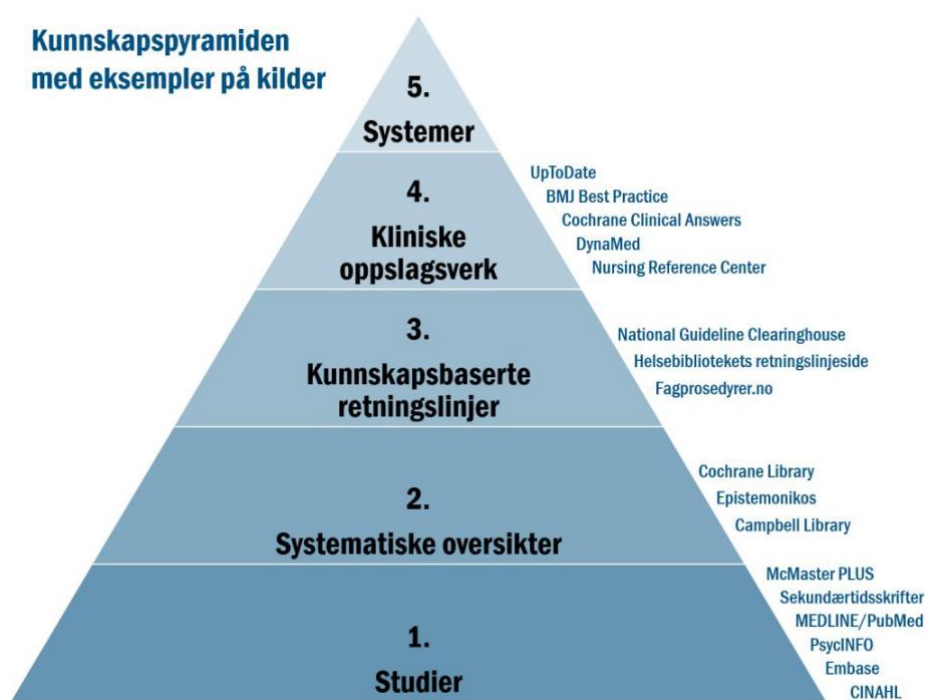 Kunnskapspyramiden
med eksempler på kilder
5.
Systemer
4.
Kliniske
oppslagsverk
UpToDate
BMJ Best Practice
Cochrane Clinical Answers
DynaMed
Nursing Reference Center
3.
Kunnskapsbaserte
retningslinjer
National Guideline Clearinghouse
Helsebibliotekets retningslinjeside
Fagprosedyrer.no
2.
Systematiske oversikter
Cochrane Library
Epistemonikos
Campbell Library
1.
Studier
McMaster PLUS
Sekundærtidsskrifter
MEDLINE/PubMed
PsycINFO
Embase
CINAHL